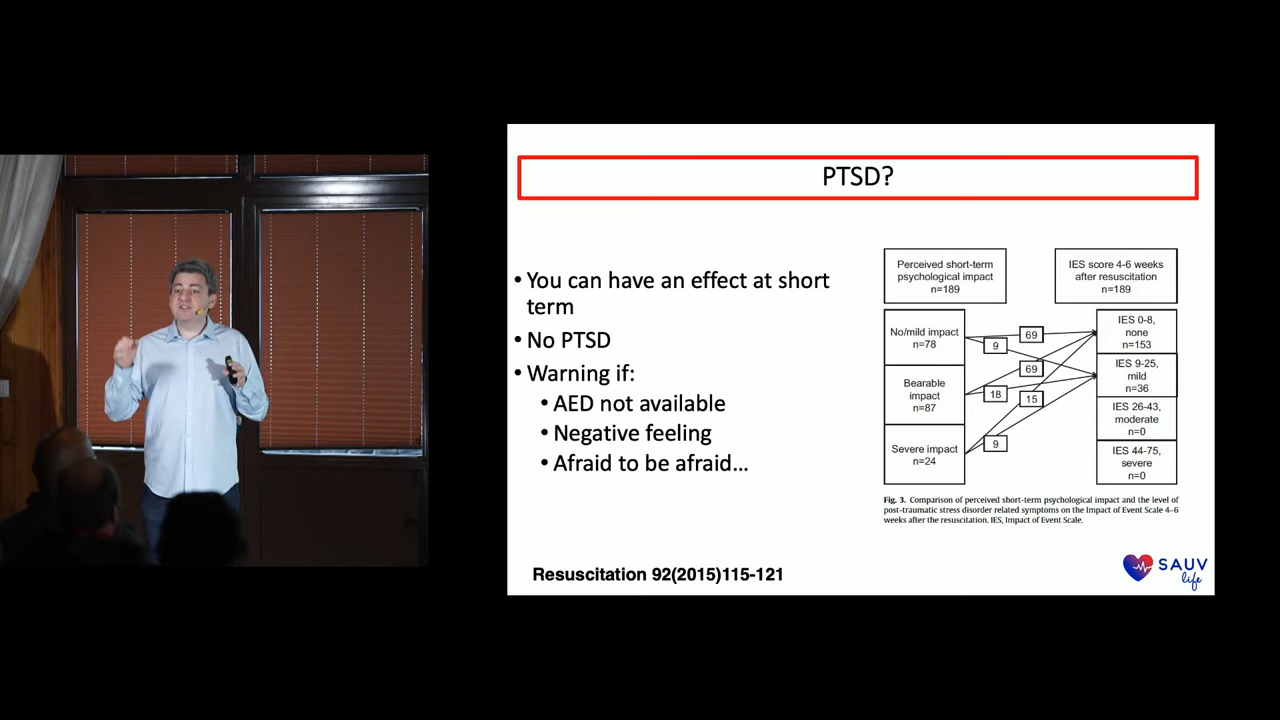 PTSD?
• You can have an effect at short
term
• No PTSD
• Warning if:
• AED not available
• Negative feeling
• Afraid to be afraid...
Perceived short-term
psychological impact
n=189
IES score 4-6 weeks
after resuscitation
n=189
No/mild impact
n=78
Bearable
impact
n=87
Severe impact
n=24
69
9
69
18
15
9
IES 0-8,
none
n=153
IES 9-25,
mild
n=36
IES 26-43,
moderate
n=0
IES 44-75,
severe
n=0
Fig. 3. Comparison of perceived short-term psychological impact and the level of
post-traumatic stress disorder related symptoms on the Impact of Event Scale 4–6
weeks after the resuscitation. IES, Impact of Event Scale.
Resuscitation 92(2015)115-121
SAUV
life